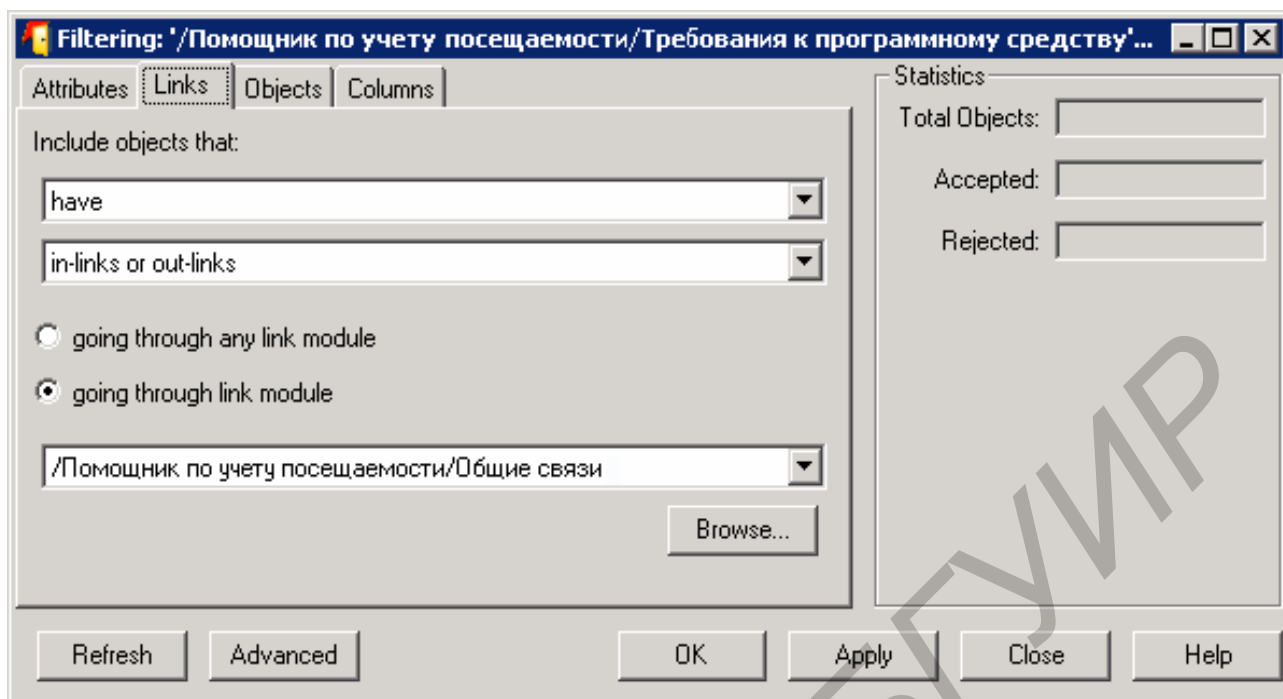 Filtering: '/Помощник по учету посещаемости/Требования к программному средству'...
Attributes Links Objects Columns
Include objects that:
have
in-links or out-links
going through any link module
going through link module
/Помощник по учету посещаемости/Общие связи
Browse...
Statistics
Total Objects:
Accepted:
Rejected:
Refresh Advanced OK Apply Close Help
ГУИР